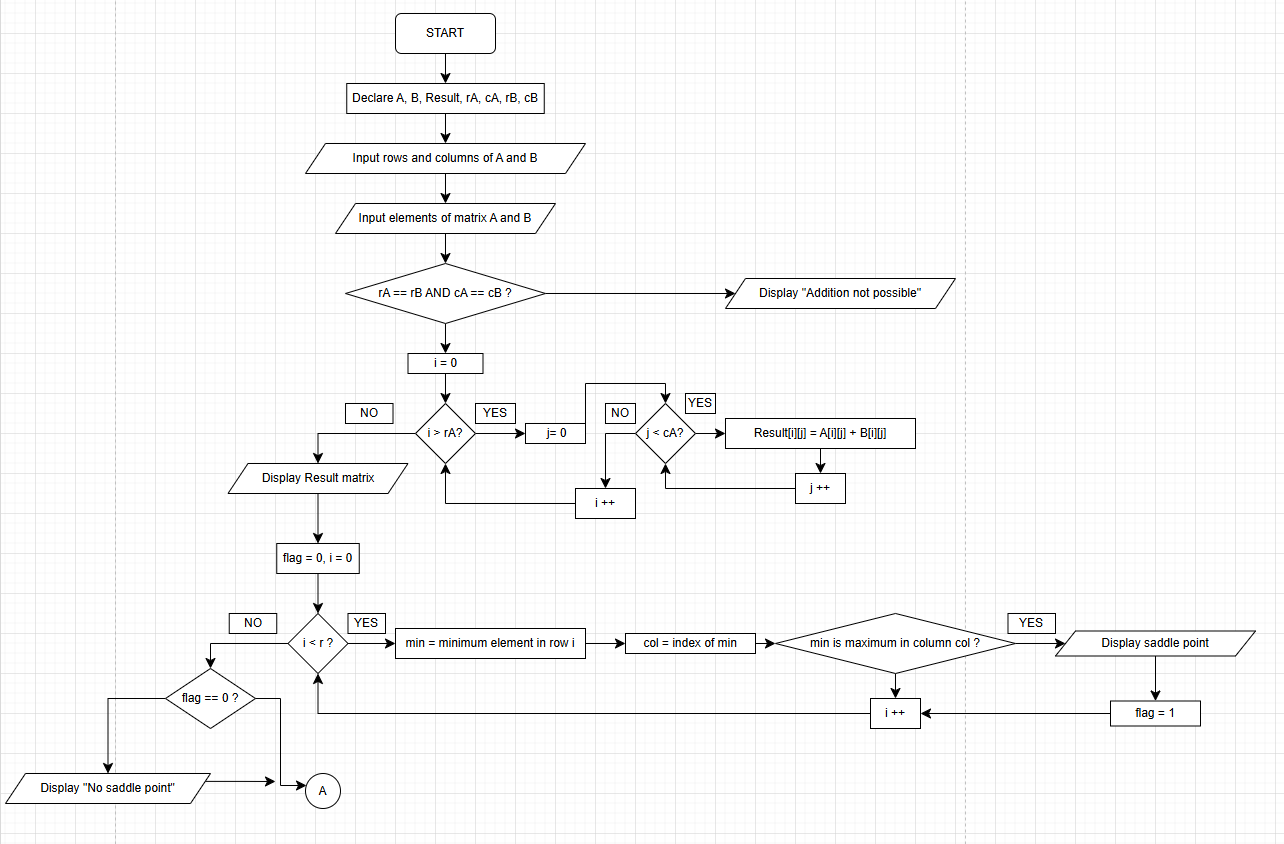 START
Declare A, B, Result, rA, cA, rB, cB
Input rows and columns of A and B
Input elements of matrix A and B
rA == rB AND cA == cB ?
Display "Addition not possible"
i = 0
NO
i > rA?
YES
j= 0
NO
j < cA?
YES
Result[i][j] = A[i][j] + B[i][j]
j ++
i ++
Display Result matrix
flag = 0, i = 0
NO
i < r ?
YES
min = minimum element in row i
col = index of min
min is maximum in column col ?
YES
Display saddle point
flag == 0 ?
i ++
flag = 1
Display "No saddle point"
A